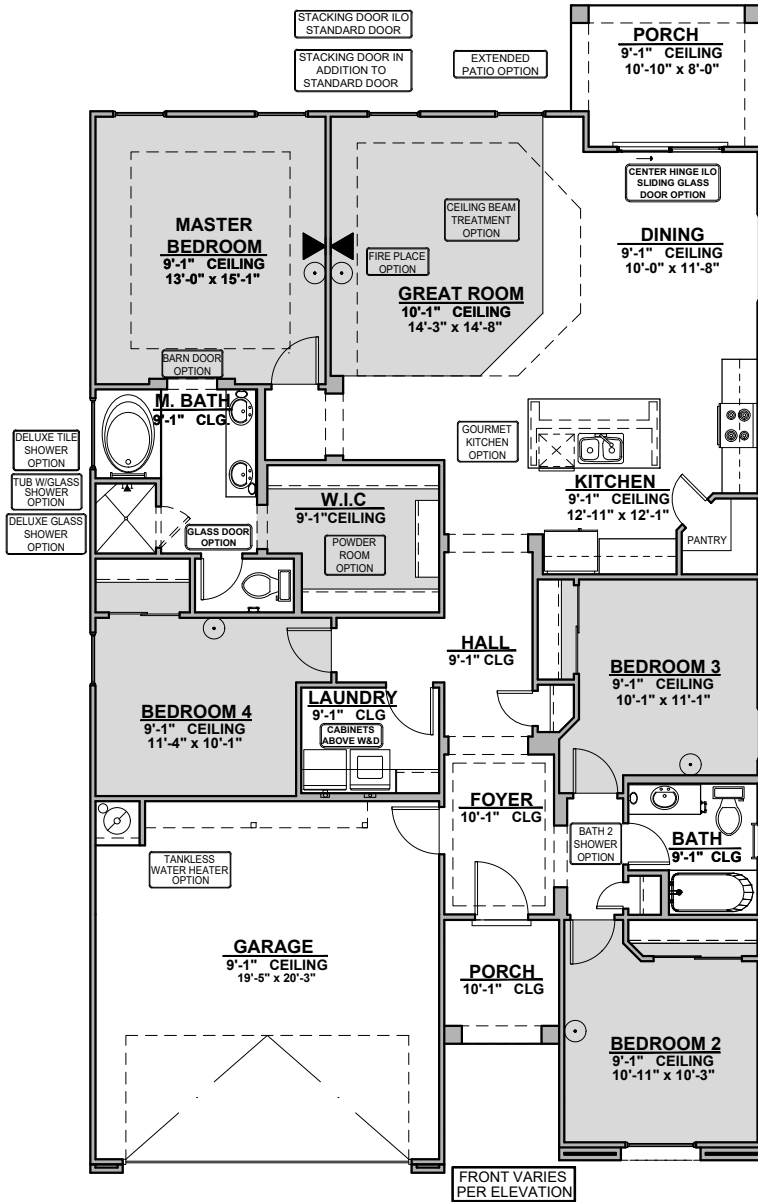 STACKING DOOR ILO
STANDARD DOOR
STACKING DOOR IN
ADDITION TO
STANDARD DOOR
EXTENDED
PATIO OPTION
PORCH
9'-1" CEILING
10'-10" x 8'-0"
CENTER HINGE ILO
SLIDING GLASS
DOOR OPTION
MASTER
BEDROOM
9'-1" CEILING
13'-0" x 15'-1"
CEILING BEAM
TREATMENT
OPTION
FIRE PLACE
OPTION
GREAT ROOM
10'-1" CEILING
14'-3" x 14'-8"
DINING
9'-1" CEILING
10'-0" x 11'-8"
BARN DOOR
OPTION
M. BATH
9'-1" CLG.
DELUXE TILE
SHOWER
OPTION
TUB W/GLASS
SHOWER
OPTION
DELUXE GLASS
SHOWER
OPTION
GOURMET
KITCHEN
OPTION
KITCHEN
9'-1" CEILING
12'-11" x 12'-1"
PANTRY
W.I.C
9'-1"CEILING
POWDER
ROOM
OPTION
GLASS DOOR
OPTION
HALL
9'-1" CLG
BEDROOM 3
9'-1" CEILING
10'-1" x 11'-1"
BEDROOM 4
9'-1" CEILING
11'-4" x 10'-1"
LAUNDRY
9'-1" CLG
CABINETS
ABOVE W&D
FOYER
10'-1" CLG
BATH 2
SHOWER
OPTION
BATH
9'-1" CLG
TANKLESS
WATER HEATER
OPTION
GARAGE
9'-1" CEILING
19'-5" x 20'-3"
PORCH
10'-1" CLG
BEDROOM 2
9'-1" CEILING
10'-11" x 10'-3"
FRONT VARIES
PER ELEVATION